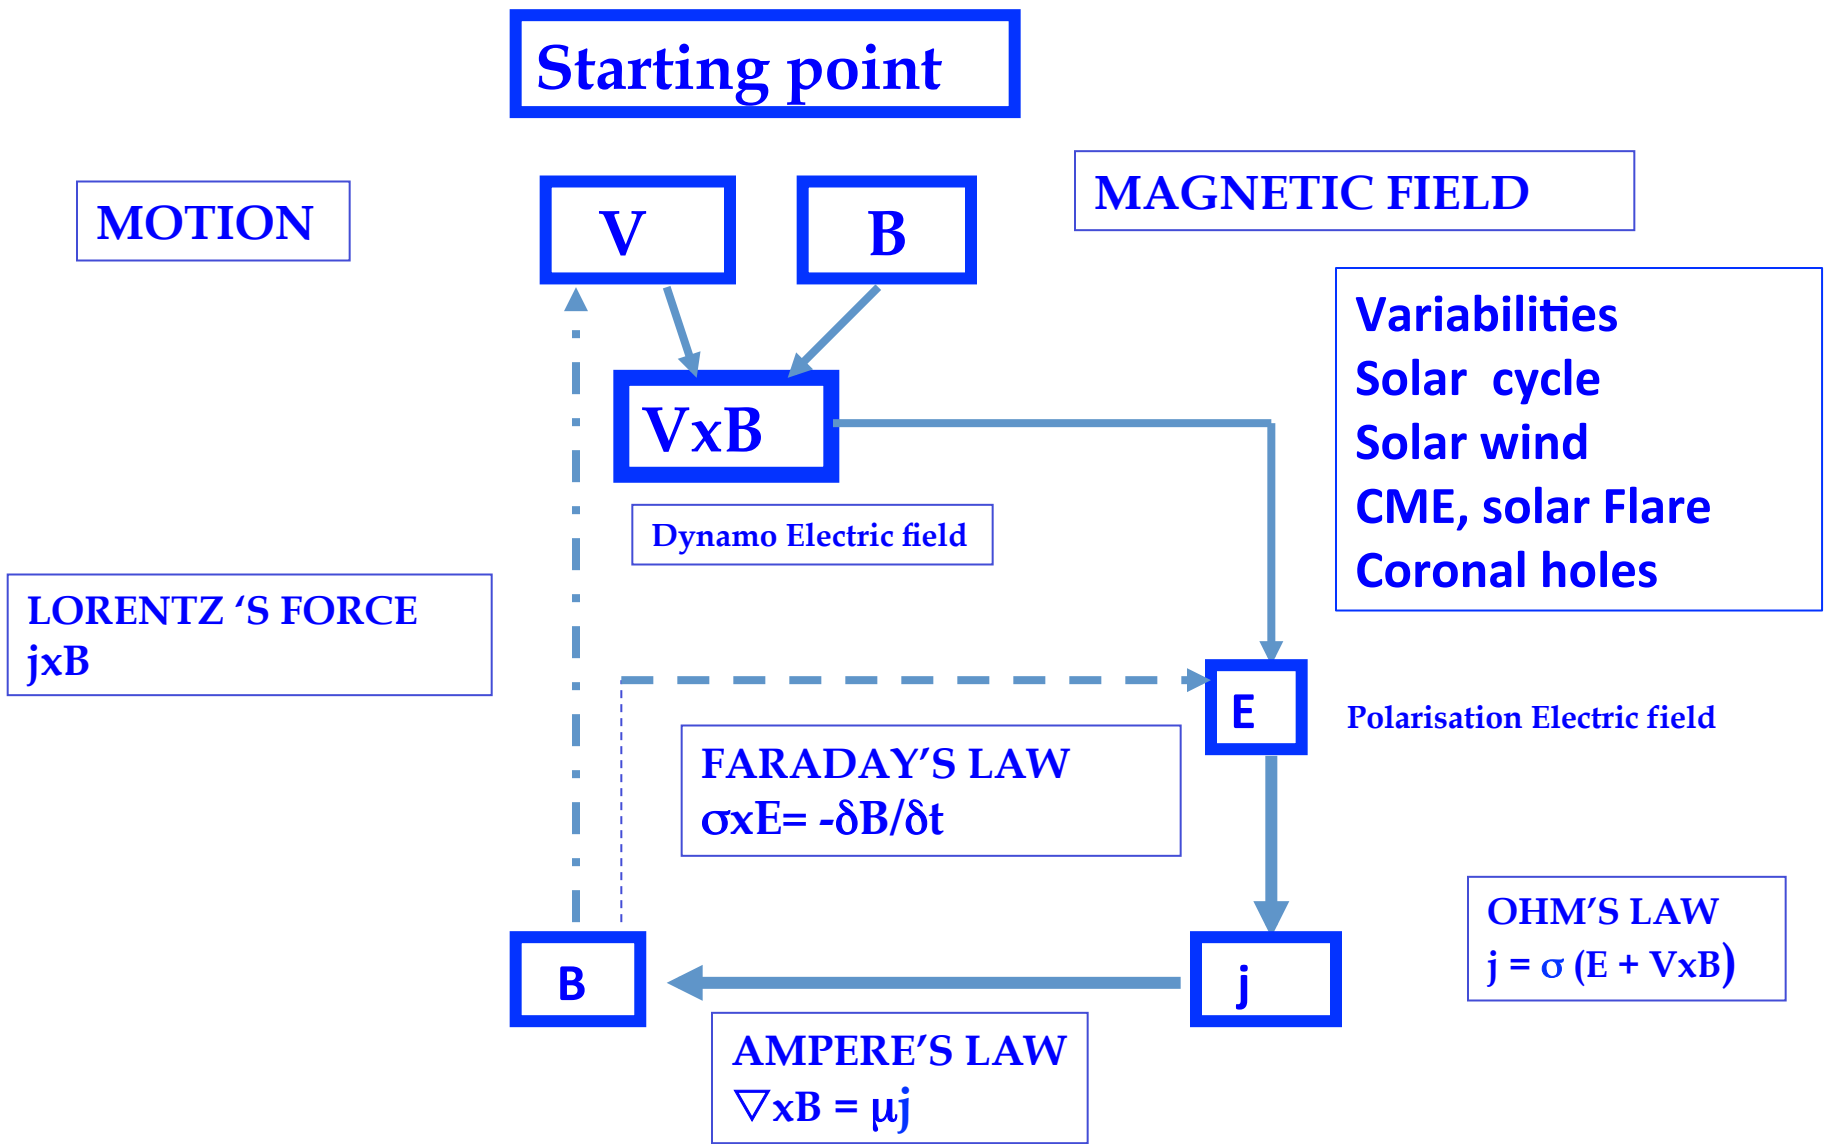 Starting point
MOTION
V
B
MAGNETIC FIELD
VxB
Dynamo Electric field
Variabilities
Solar cycle
Solar wind
CME, solar Flare
Coronal holes
LORENTZ ‘S FORCE
jxB
E
Polarisation Electric field
FARADAY’S LAW
σxE= -δB/δt
B
j
OHM’S LAW
j = σ (E + VxB)
AMPERE’S LAW
▽xB = μj